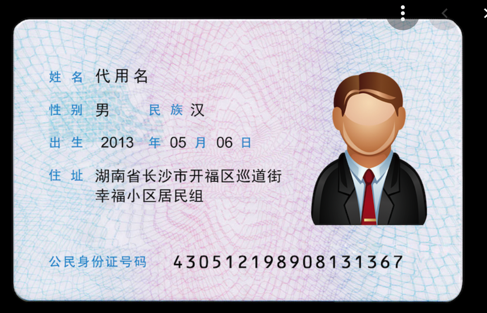 姓 名 代用名
性 别 男 民 族 汉
出 生 2013 年 05 月 06 日
住 址 湖南省长沙市开福区巡道街
幸福小区居民组
公民身份证号码 430512198908131367